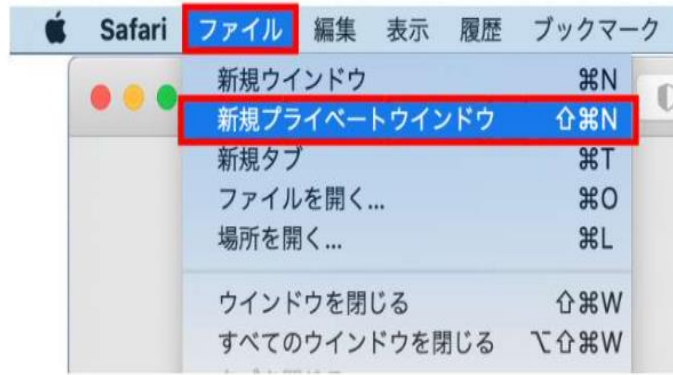 Safari ファイル 編集 表示 履歴 ブックマーク
新規ウインドウ ⌘N
新規プライベートウインドウ ⇧⌘N
新規タブ ⌘T
ファイルを開く... ⌘O
場所を開く... ⌘L
ウインドウを閉じる ⇧⌘W
すべてのウインドウを閉じる ⌥⇧⌘W